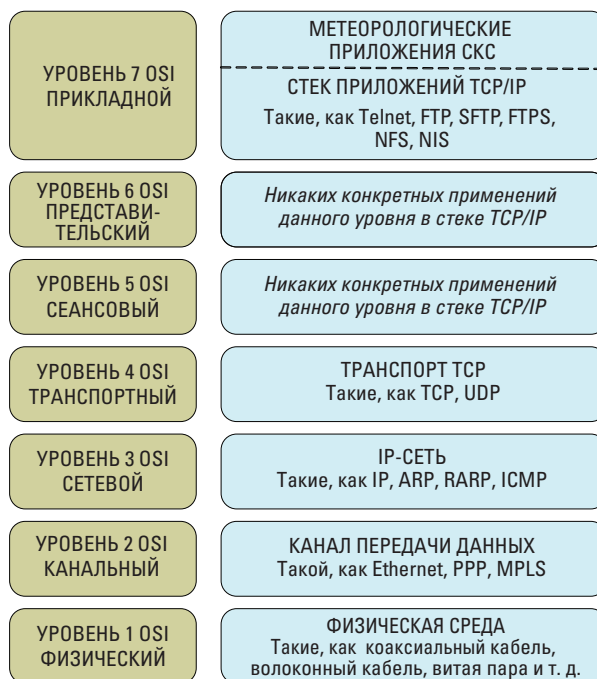 УРОВЕНЬ 7 OSI
ПРИКЛАДНОЙ
МЕТЕОРОЛОГИЧЕСКИЕ
ПРИЛОЖЕНИЯ СКС
СТЕК ПРИЛОЖЕНИЙ TCP/IP
Такие, как Telnet, FTP, SFTP, FTPS,
NFS, NIS
УРОВЕНЬ 6 OSI
ПРЕДСТАВИ-
ТЕЛЬСКИЙ
Никаких конкретных применений
данного уровня в стеке TCP/IP
УРОВЕНЬ 5 OSI
СЕАНСОВЫЙ
Никаких конкретных применений
данного уровня в стеке TCP/IP
УРОВЕНЬ 4 OSI
ТРАНСПОРТНЫЙ
ТРАНСПОРТ TCP
Такие, как TCP, UDP
УРОВЕНЬ 3 OSI
СЕТЕВОЙ
IP-СЕТЬ
Такие, как IP, ARP, RARP, ICMP
УРОВЕНЬ 2 OSI
КАНАЛЬНЫЙ
КАНАЛ ПЕРЕДАЧИ ДАННЫХ
Такой, как Ethernet, PPP, MPLS
УРОВЕНЬ 1 OSI
ФИЗИЧЕСКИЙ
ФИЗИЧЕСКАЯ СРЕДА
Такие, как коаксиальный кабель,
волоконный кабель, витая пара и т. д.